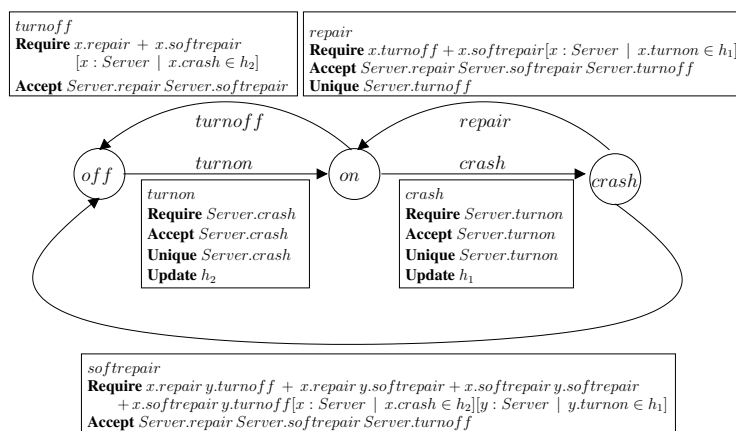 turnoff
Require x.repair + x.softrepair
[x : Server | x.crash ∈ h₂]
Accept Server.repair Server.softrepair
repair
Require x.turnoff + x.softrepair[x : Server | x.turnon ∈ h₁]
Accept Server.repair Server.softrepair Server.turnoff
Unique Server.turnoff
turnoff
repair
off
turnon
on
crash
crash
turnon
Require Server.crash
Accept Server.crash
Unique Server.crash
Update h₂
crash
Require Server.turnon
Accept Server.turnon
Unique Server.turnon
Update h₁
softrepair
Require x.repair y.turnoff + x.repair y.softrepair + x.softrepair y.softrepair
+ x.softrepair y.turnoff[x : Server | x.crash ∈ h₂][y : Server | y.turnon ∈ h₁]
Accept Server.repair Server.softrepair Server.turnoff